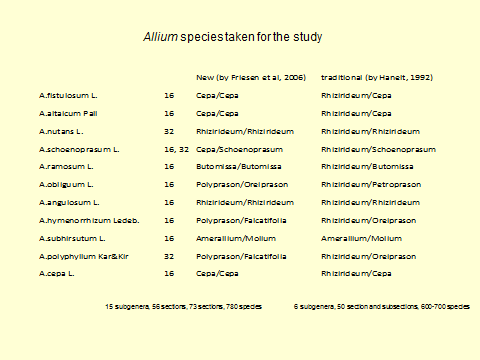 Allium species taken for the study
New (by Friesen et al, 2006) traditional (by Hanelt, 1992)
A.fistulosum L. 16 Cepa/Cepa Rhizirideum/Cepa
A.altaicum Pall 16 Cepa/Cepa Rhizirideum/Cepa
A.nutans L. 32 Rhizirideum/Rhizirideum Rhizirideum/Rhizirideum
A.schoenoprasum L. 16, 32 Cepa/Schoenoprasum Rhizirideum/Schoenoprasum
A.ramosum L. 16 Butomissa/Butomissa Rhizirideum/Butomissa
A.obliguum L. 16 Polyprason/Oreiprason Rhizirideum/Petroprason
A.angulosum L. 16 Rhizirideum/Rhizirideum Rhizirideum/Rhizirideum
A.hymenorrhizum Ledeb. 16 Polyprason/Falcatifolia Rhizirideum/Oreiprason
A.subhirsutum L. 16 Amerallium/Molium Amerallium/Molium
A.polyphyllum Kar&Kir 32 Polyprason/Falcatifolia Rhizirideum/Oreiprason
A.cepa L. 16 Cepa/Cepa Rhizirideum/Cepa
15 subgenera, 56 sections, 73 sections, 780 species 6 subgenera, 50 section and subsections, 600-700 species